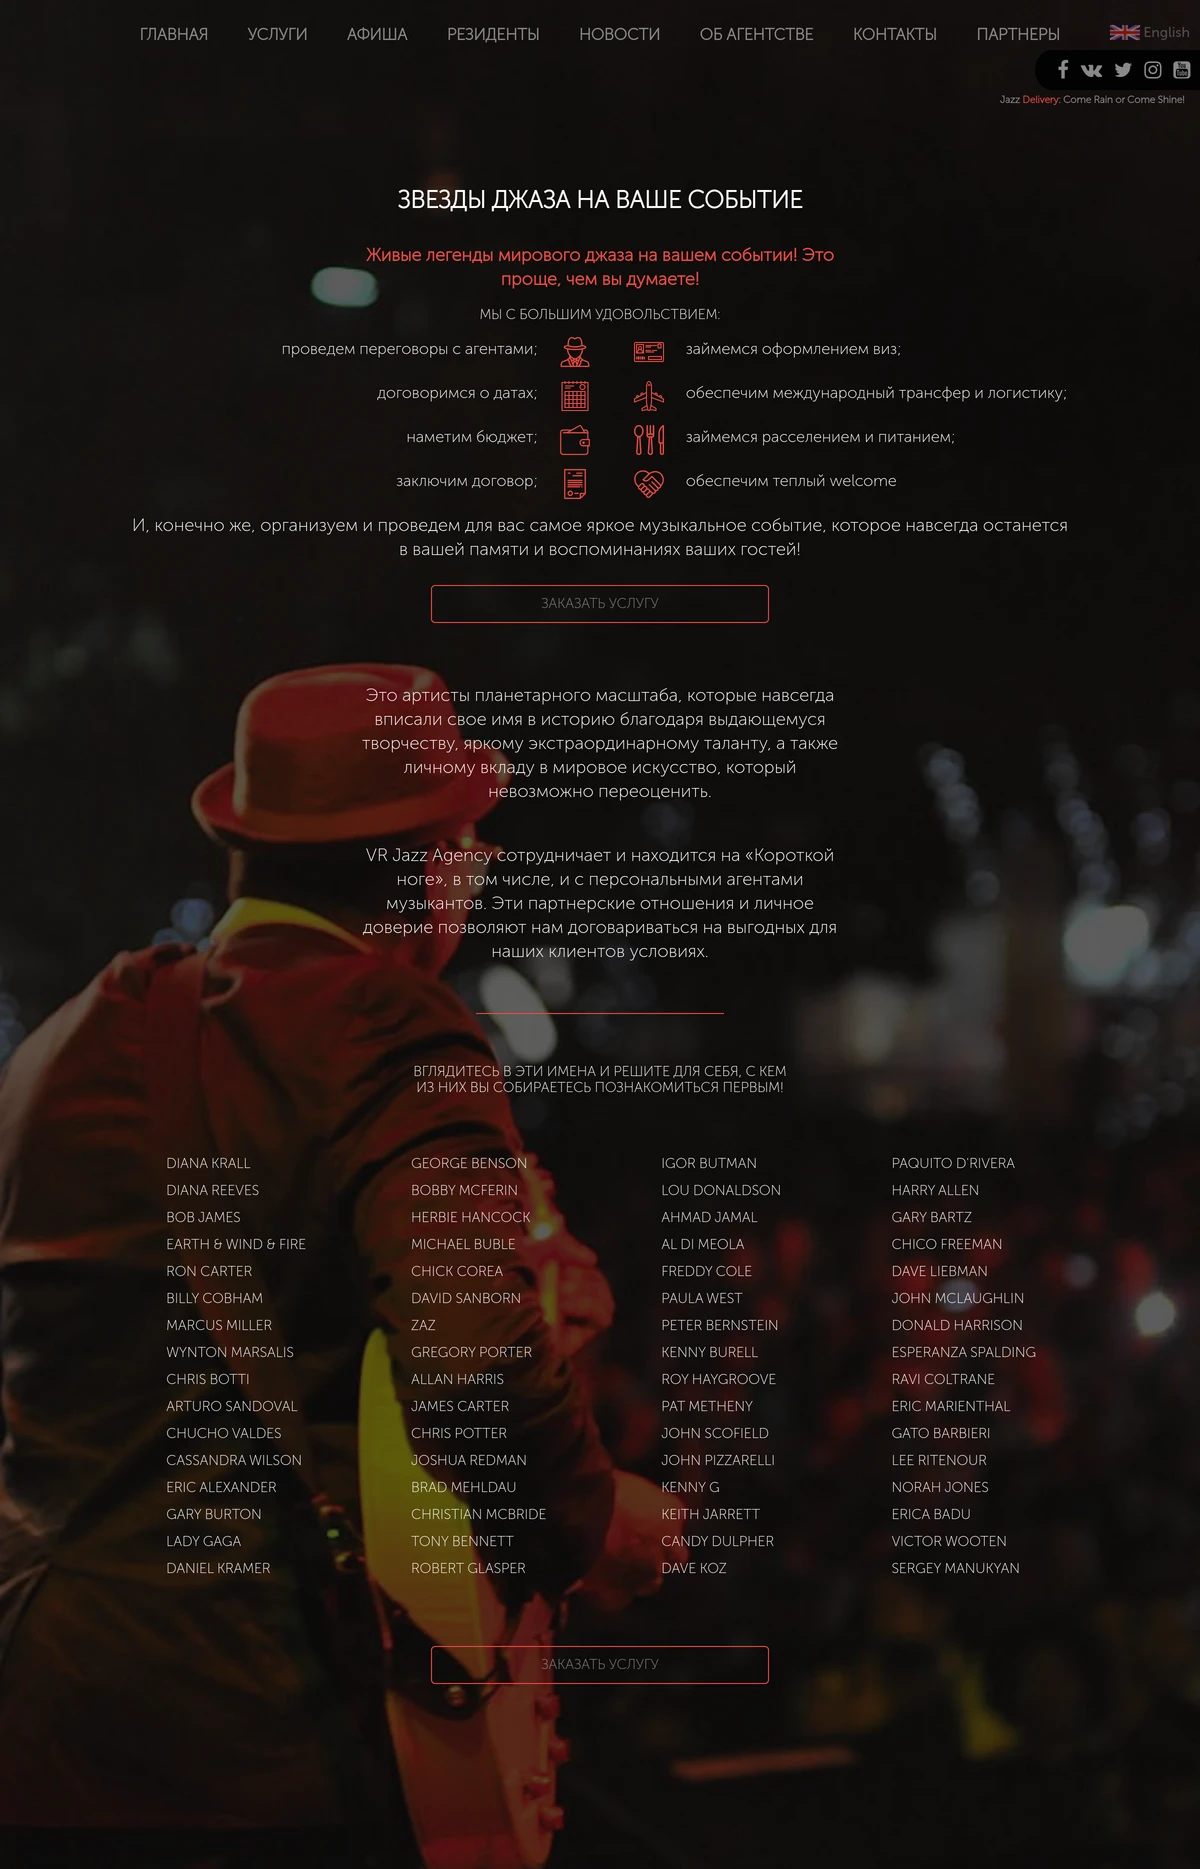 ГЛАВНАЯ УСЛУГИ АФИША РЕЗИДЕНТЫ НОВОСТИ ОБ АГЕНТСТВЕ КОНТАКТЫ ПАРТНЕРЫ English
Jazz Delivery: Come Rain or Come Shine!
ЗВЕЗДЫ ДЖАЗА НА ВАШЕ СОБЫТИЕ
Живые легенды мирового джаза на вашем событии! Это
проще, чем вы думаете!
МЫ С БОЛЬШИМ УДОВОЛЬСТВИЕМ:
проведем переговоры с агентами;
договоримся о датах;
наметим бюджет;
заключим договор;
займемся оформлением виз;
обеспечим международный трансфер и логистику;
займемся расселением и питанием;
обеспечим теплый welcome
И, конечно же, организуем и проведем для вас самое яркое музыкальное событие, которое навсегда останется
в вашей памяти и воспоминаниях ваших гостей!
ЗАКАЗАТЬ УСЛУГУ
Это артисты планетарного масштаба, которые навсегда
вписали свое имя в историю благодаря выдающемуся
творчеству, яркому экстраординарному таланту, а также
личному вкладу в мировое искусство, который
невозможно переоценить.
VR Jazz Agency сотрудничает и находится на «Короткой
ноге», в том числе, и с персональными агентами
музыкантов. Эти партнерские отношения и личное
доверие позволяют нам договариваться на выгодных для
наших клиентов условиях.
ВГЛЯДИТЕСЬ В ЭТИ ИМЕНА И РЕШИТЕ ДЛЯ СЕБЯ, С КЕМ
ИЗ НИХ ВЫ СОБИРАЕТЕСЬ ПОЗНАКОМИТЬСЯ ПЕРВЫМ!
DIANA KRALL
DIANA REEVES
BOB JAMES
EARTH & WIND & FIRE
RON CARTER
BILLY COBHAM
MARCUS MILLER
WYNTON MARSALIS
CHRIS BOTTI
ARTURO SANDOVAL
CHUCHO VALDES
CASSANDRA WILSON
ERIC ALEXANDER
GARY BURTON
LADY GAGA
DANIEL KRAMER
GEORGE BENSON
BOBBY MCFERIN
HERBIE HANCOCK
MICHAEL BUBLE
CHICK COREA
DAVID SANBORN
ZAZ
GREGORY PORTER
ALLAN HARRIS
JAMES CARTER
CHRIS POTTER
JOSHUA REDMAN
BRAD MEHLDAU
CHRISTIAN MCBRIDE
TONY BENNETT
ROBERT GLASPER
IGOR BUTMAN
LOU DONALDSON
AHMAD JAMAL
AL DI MEOLA
FREDDY COLE
PAULA WEST
PETER BERNSTEIN
KENNY BURELL
ROY HAYGROOVE
PAT METHENY
JOHN SCOFIELD
JOHN PIZZARELLI
KENNY G
KEITH JARRETT
CANDY DULPHER
DAVE KOZ
PAQUITO D'RIVERA
HARRY ALLEN
GARY BARTZ
CHICO FREEMAN
DAVE LIEBMAN
JOHN MCLAUGHLIN
DONALD HARRISON
ESPERANZA SPALDING
RAVI COLTRANE
ERIC MARIENTHAL
GATO BARBIERI
LEE RITENOUR
NORAH JONES
ERICA BADU
VICTOR WOOTEN
SERGEY MANUKYAN
ЗАКАЗАТЬ УСЛУГУ